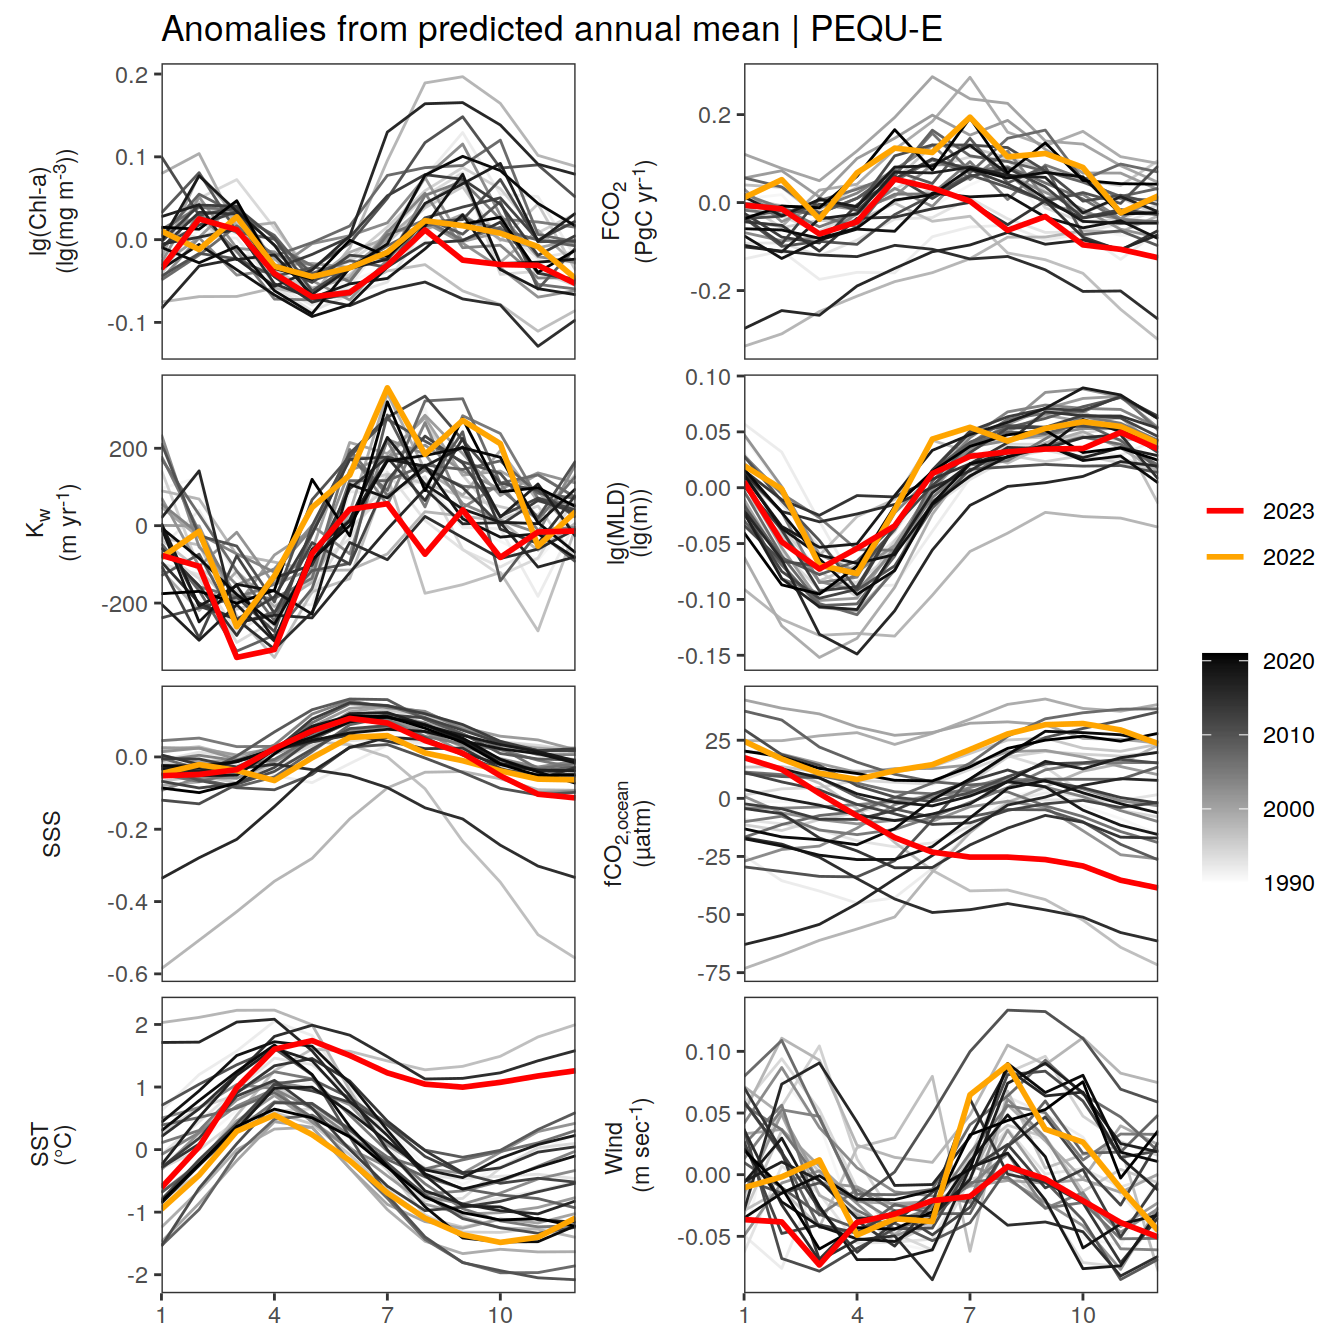 Anomalies from predicted annual mean | PEQU-E
lg(Chl-a)
(lg(mg m⁻³))
0.2
0.1
0.0
-0.1
FCO₂
(PgC yr⁻¹)
0.2
0.0
-0.2
K_w
(m yr⁻¹)
200
0
-200
lg(MLD)
(lg(m))
0.10
0.05
0.00
-0.05
-0.10
-0.15
SSS
0.0
-0.2
-0.4
-0.6
fCO₂,ocean
(µatm)
25
0
-25
-50
-75
SST
(°C)
2
1
0
-1
-2
1 4 7 10
Wind
(m sec⁻¹)
0.10
0.05
0.00
-0.05
1 4 7 10
2023
2022
2020
2010
2000
1990